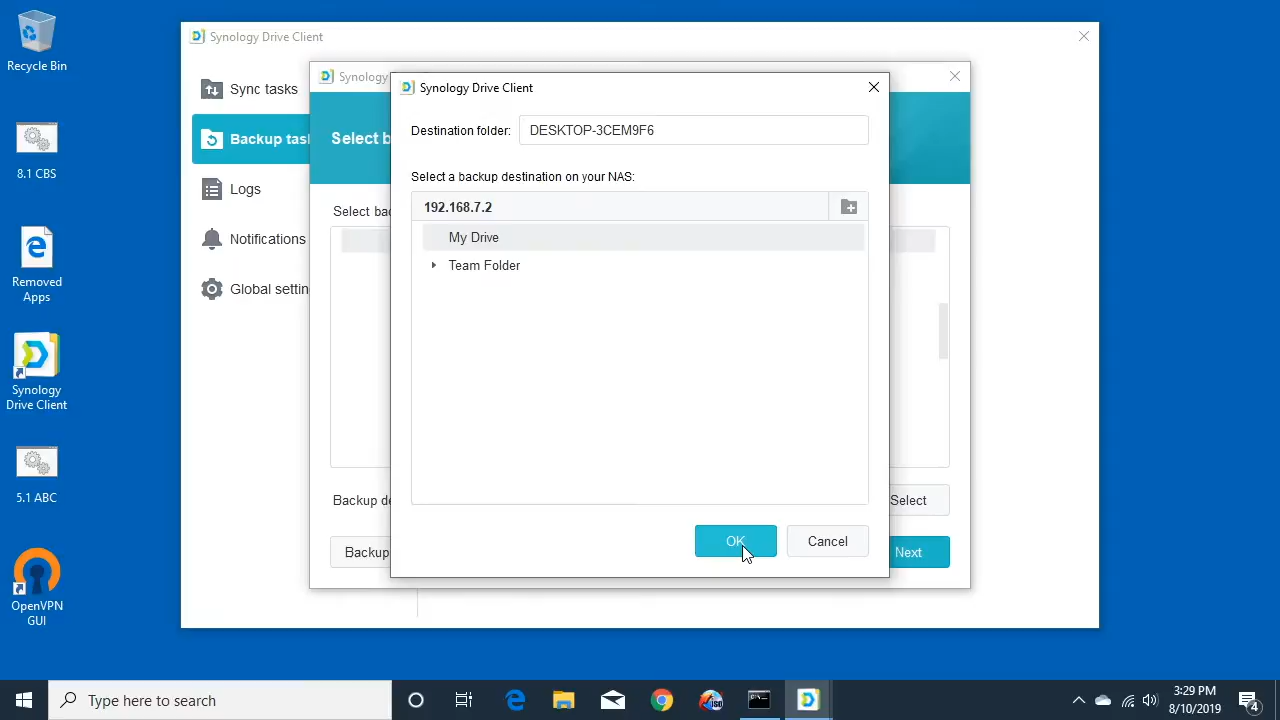 Recycle Bin
8.1 CBS
Removed
Apps
Synology
Drive Client
5.1 ABC
OpenVPN
GUI
Synology Drive Client
Sync tasks
Backup task
Logs
Notifications
Global settin
Synology
Select b
Select bac
Backup de
Select
Backup
Next
Synology Drive Client
Destination folder: DESKTOP-3CEM9F6
Select a backup destination on your NAS:
192.168.7.2
My Drive
Team Folder
OK
Cancel
Type here to search
3:29 PM
8/10/2019
4